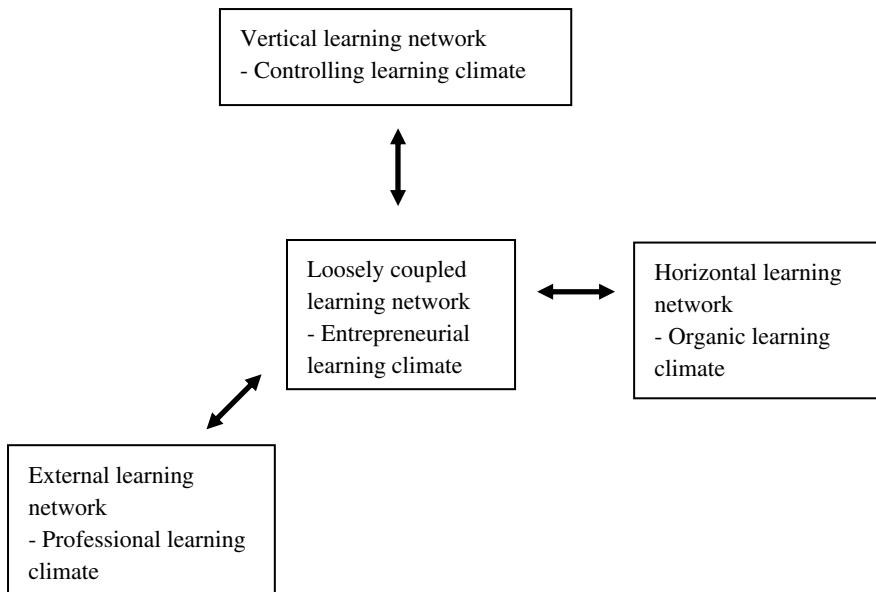 Vertical learning network
- Controlling learning climate
Loosely coupled
learning network
- Entrepreneurial
learning climate
Horizontal learning
network
- Organic learning
climate
External learning
network
- Professional learning
climate